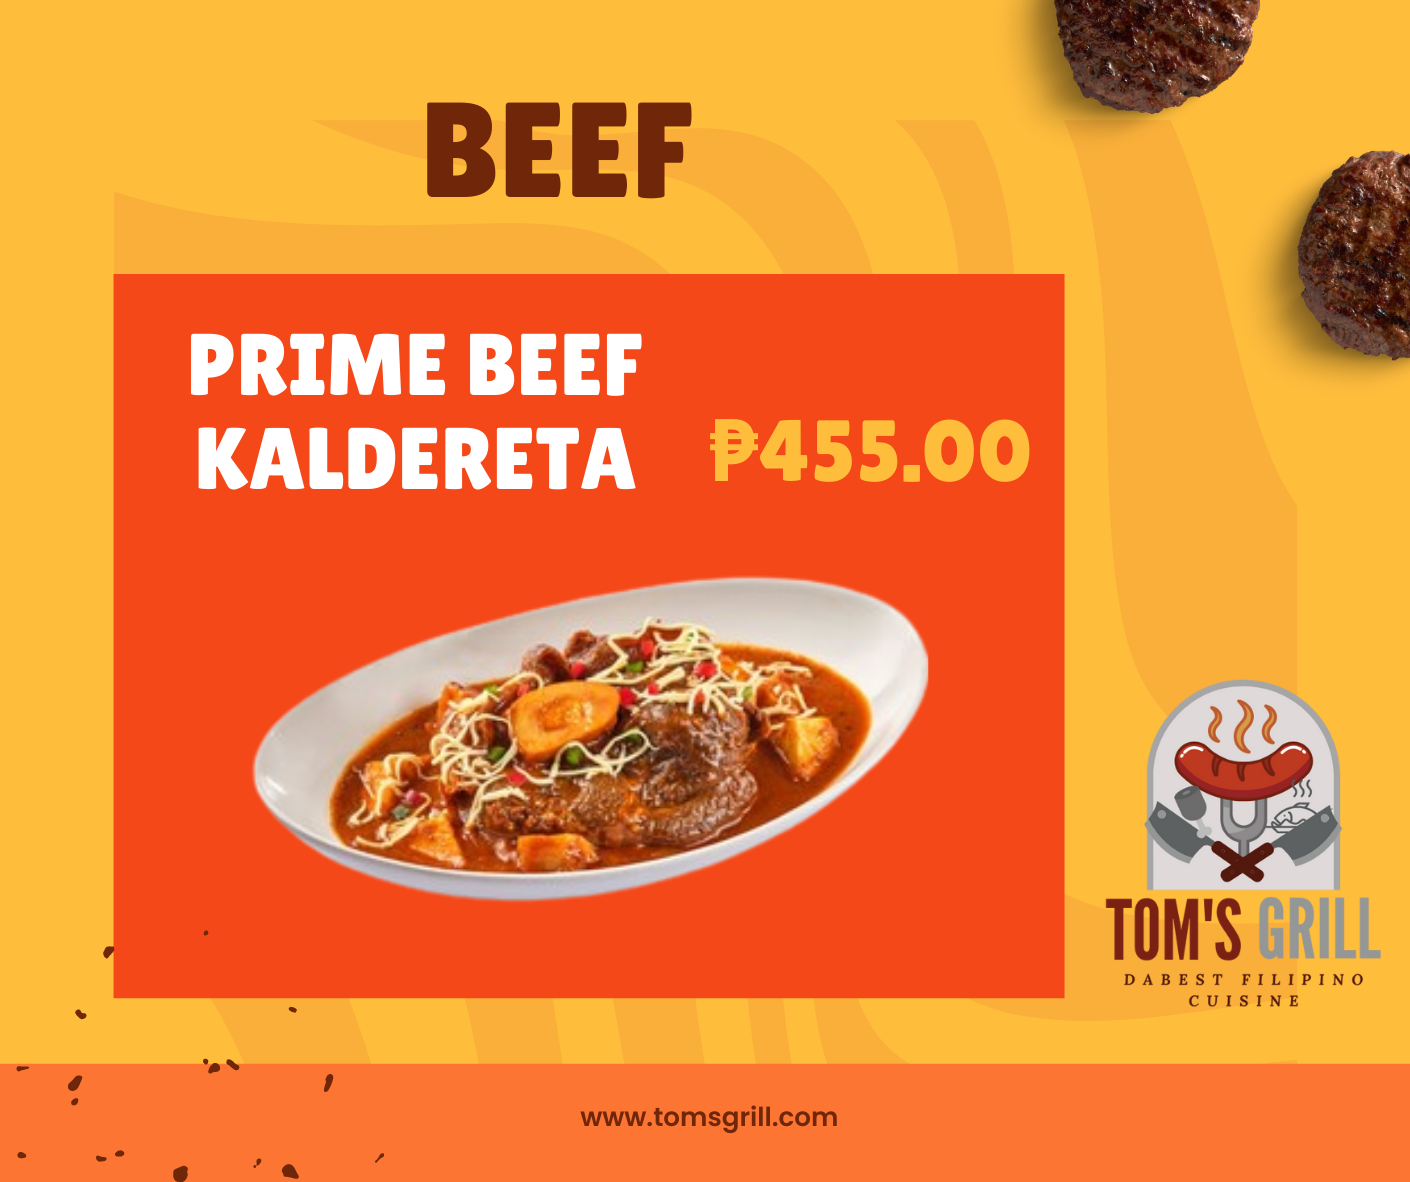 BEEF
PRIME BEEF
KALDERETA
₱455.00
TOM'S GRILL
DABEST FILIPINO
CUISINE
www.tomsgrill.com